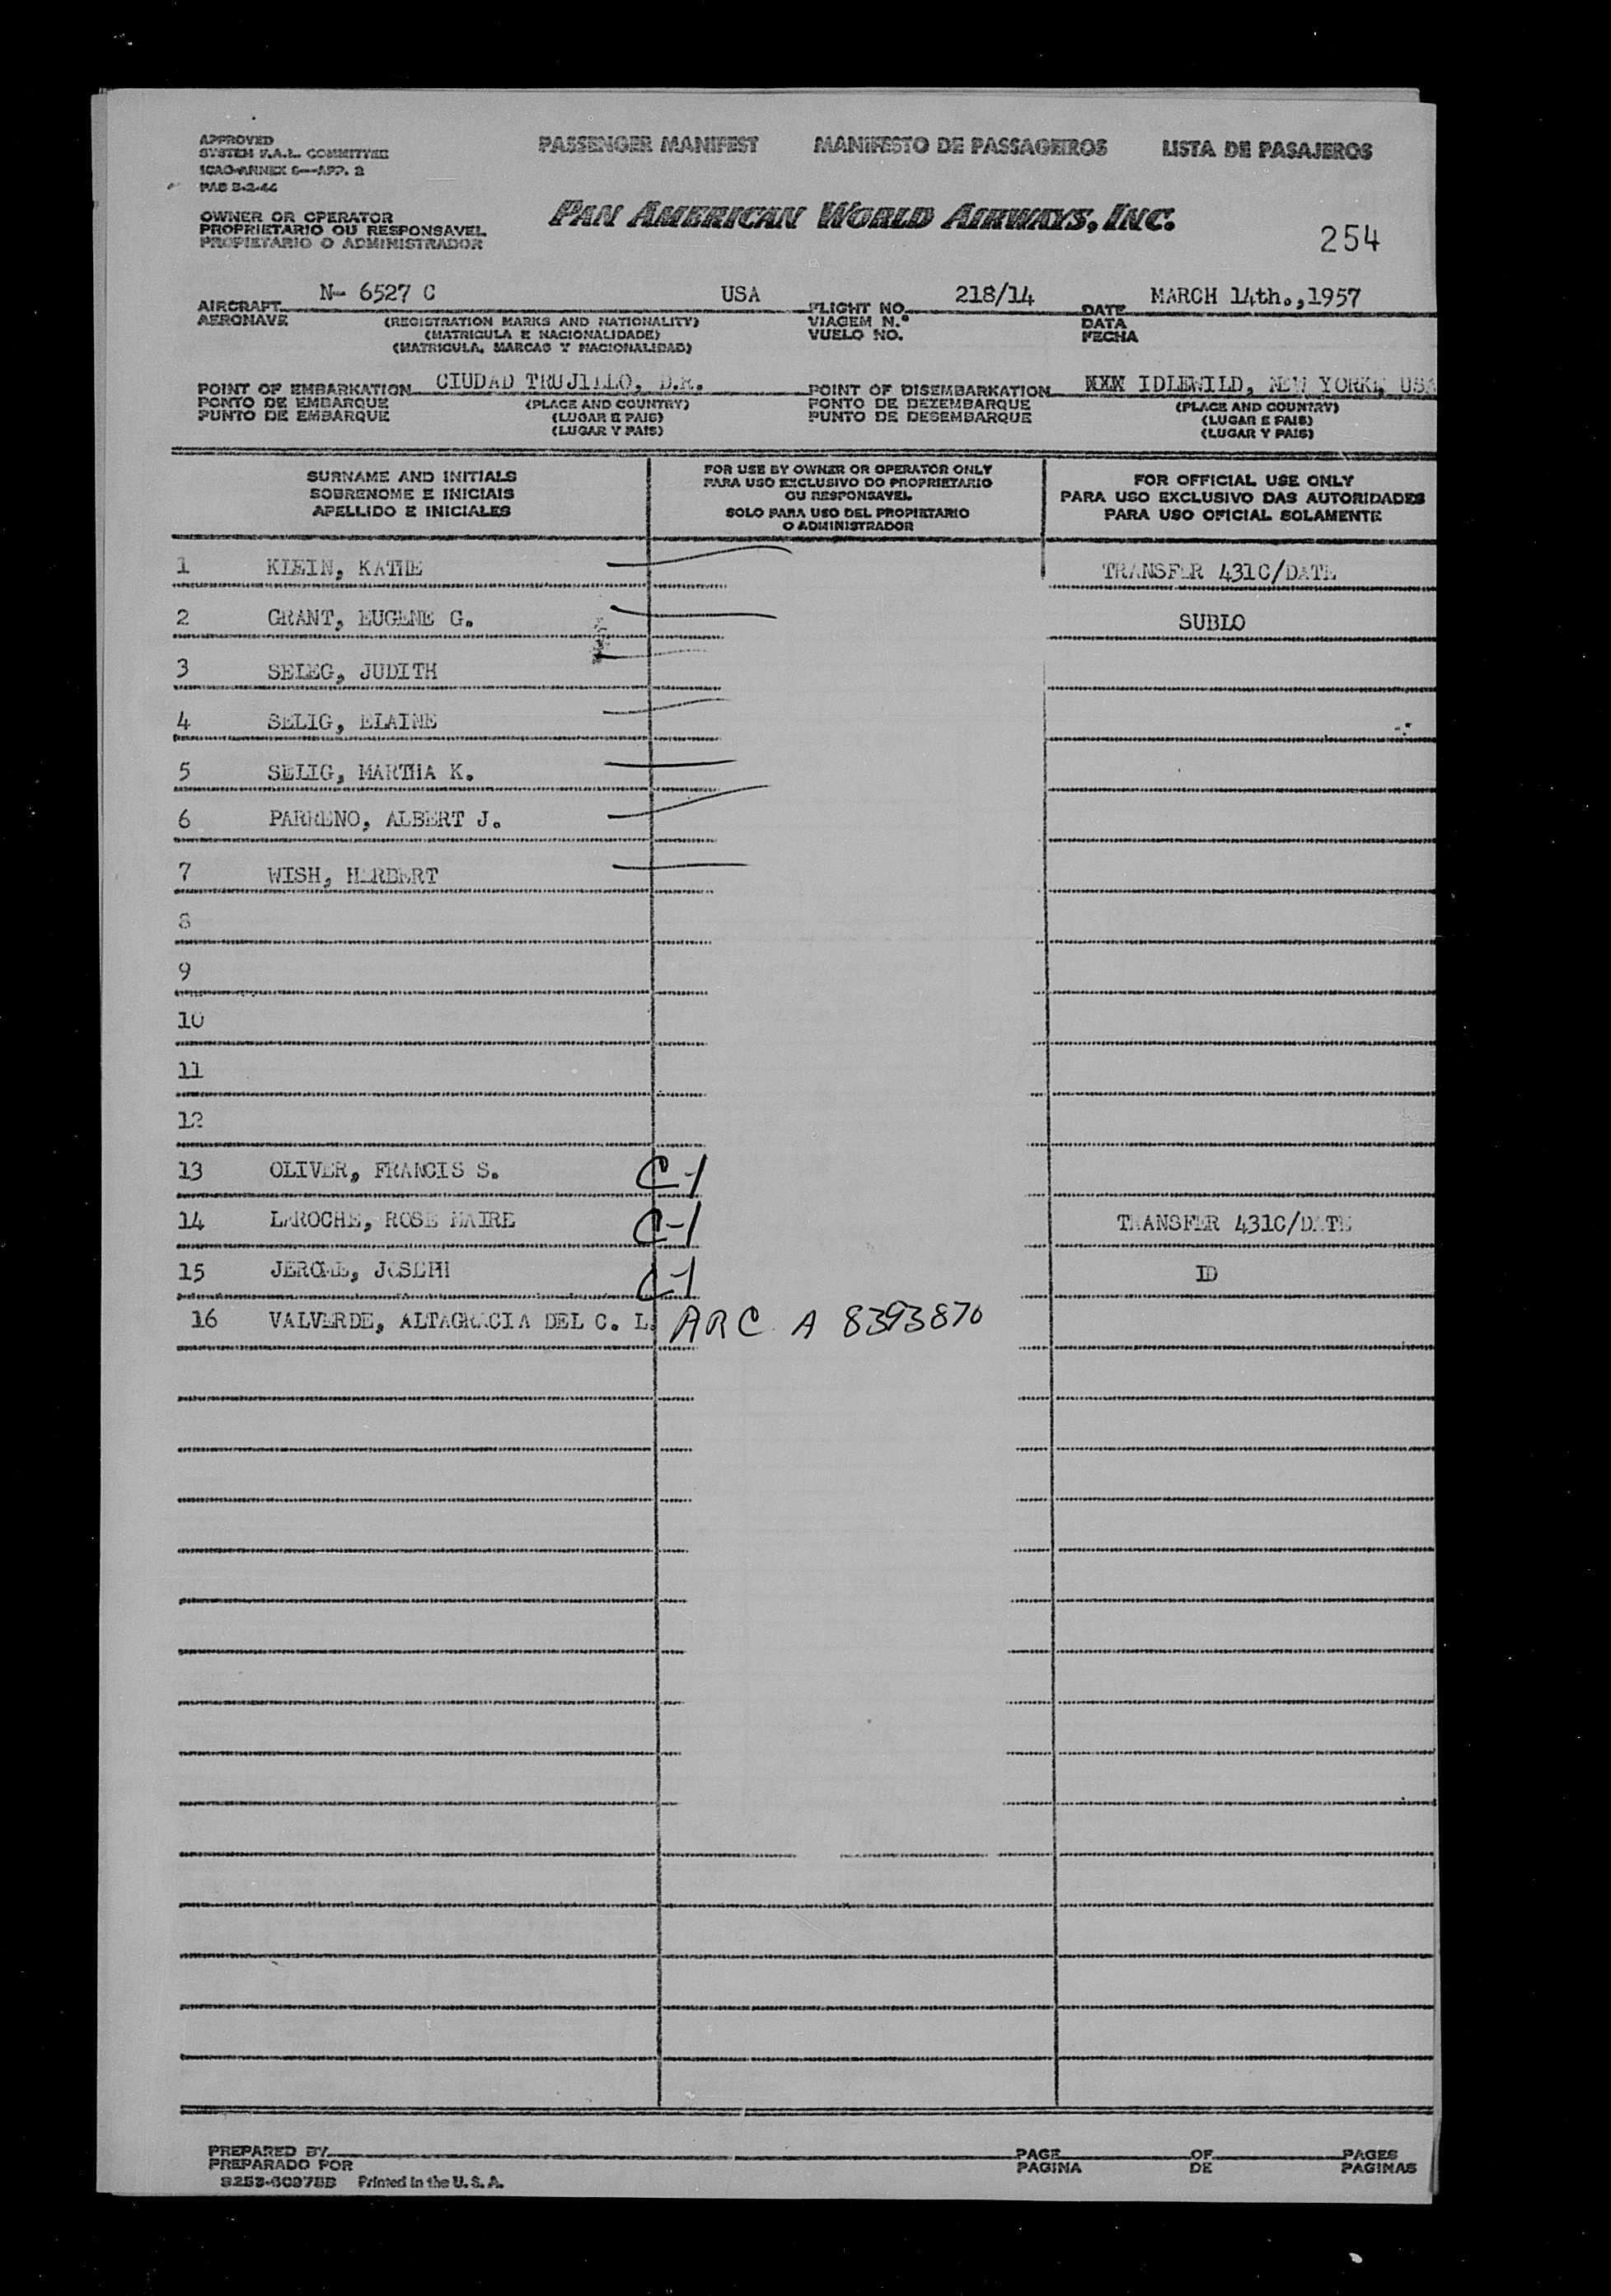 APPROVED
SYSTEM F.A.L. COMMITTEE
ICAO-ANNEX 9—APP. 2
PAB 5-2-46
PASSENGER MANIFEST MANIFESTO DE PASSAGEIROS LISTA DE PASAJEROS
OWNER OR OPERATOR
PROPRIETARIO OU RESPONSAVEL
PROPIETARIO O ADMINISTRADOR
PAN AMERICAN WORLD AIRWAYS, INC.
254
AIRCRAFT N- 6527 C USA FLIGHT NO. 218/14 DATE MARCH 14th.,1957
AERONAVE (REGISTRATION MARKS AND NATIONALITY) VIAGEM N.° DATA
(MATRICULA E NACIONALIDADE) VUELO NO. FECHA
(MATRICULA, MARCAS Y NACIONALIDAD)
POINT OF EMBARKATION CIUDAD TRUJILLO, D.R. POINT OF DISEMBARKATION IDLEWILD, NEW YORK, USA
PONTO DE EMBARQUE (PLACE AND COUNTRY) PONTO DE DEZEMBARQUE (PLACE AND COUNTRY)
PUNTO DE EMBARQUE (LUGAR E PAIS) PUNTO DE DESEMBARQUE (LUGAR E PAIS)
(LUGAR Y PAIS) (LUGAR Y PAIS)
SURNAME AND INITIALS
SOBRENOME E INICIAIS
APELLIDO E INICIALES
FOR USE BY OWNER OR OPERATOR ONLY
PARA USO EXCLUSIVO DO PROPRIETARIO
OU RESPONSAVEL
SOLO PARA USO DEL PROPIETARIO
O ADMINISTRADOR
FOR OFFICIAL USE ONLY
PARA USO EXCLUSIVO DAS AUTORIDADES
PARA USO OFICIAL SOLAMENTE
1 KLEIN, KATHE TRANSFER 431C/DATE
2 GRANT, EUGENE G. SUBLO
3 SELEG, JUDITH
4 SELIG, ELAINE
5 SELIG, MARTHA K.
6 PARRENO, ALBERT J.
7 WISH, HERBERT
8
9
10
11
12
13 OLIVER, FRANCIS S. C-1
14 LAROCHE, ROSE MAIRE C-1 TRANSFER 431C/DATE
15 JEROME, JOSEPH C-1 ID
16 VALVERDE, ALTAGRACIA DEL C. L. ARC A 8393870
PREPARED BY PAGE OF PAGES
PREPARADO POR PAGINA DE PAGINAS
Printed in the U. S. A.